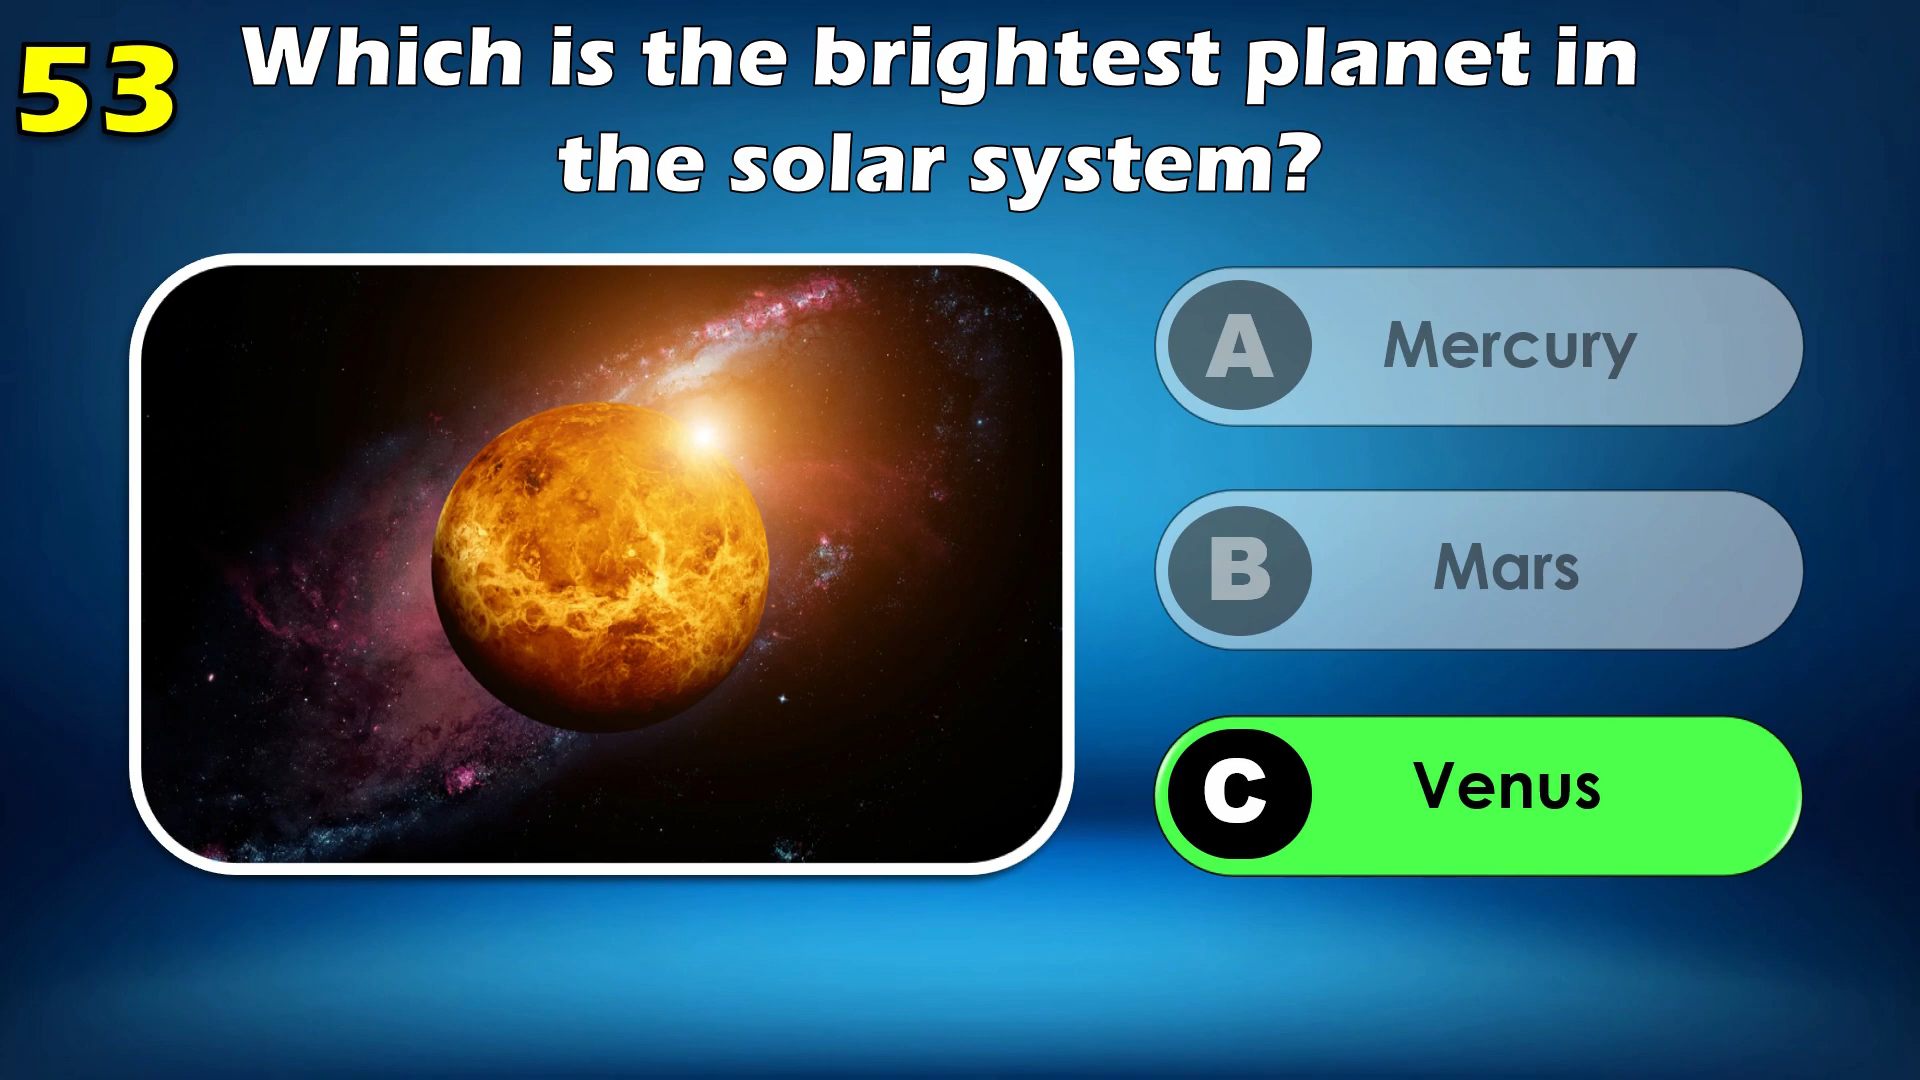 53
Which is the brightest planet in
the solar system?
A Mercury
B Mars
C Venus